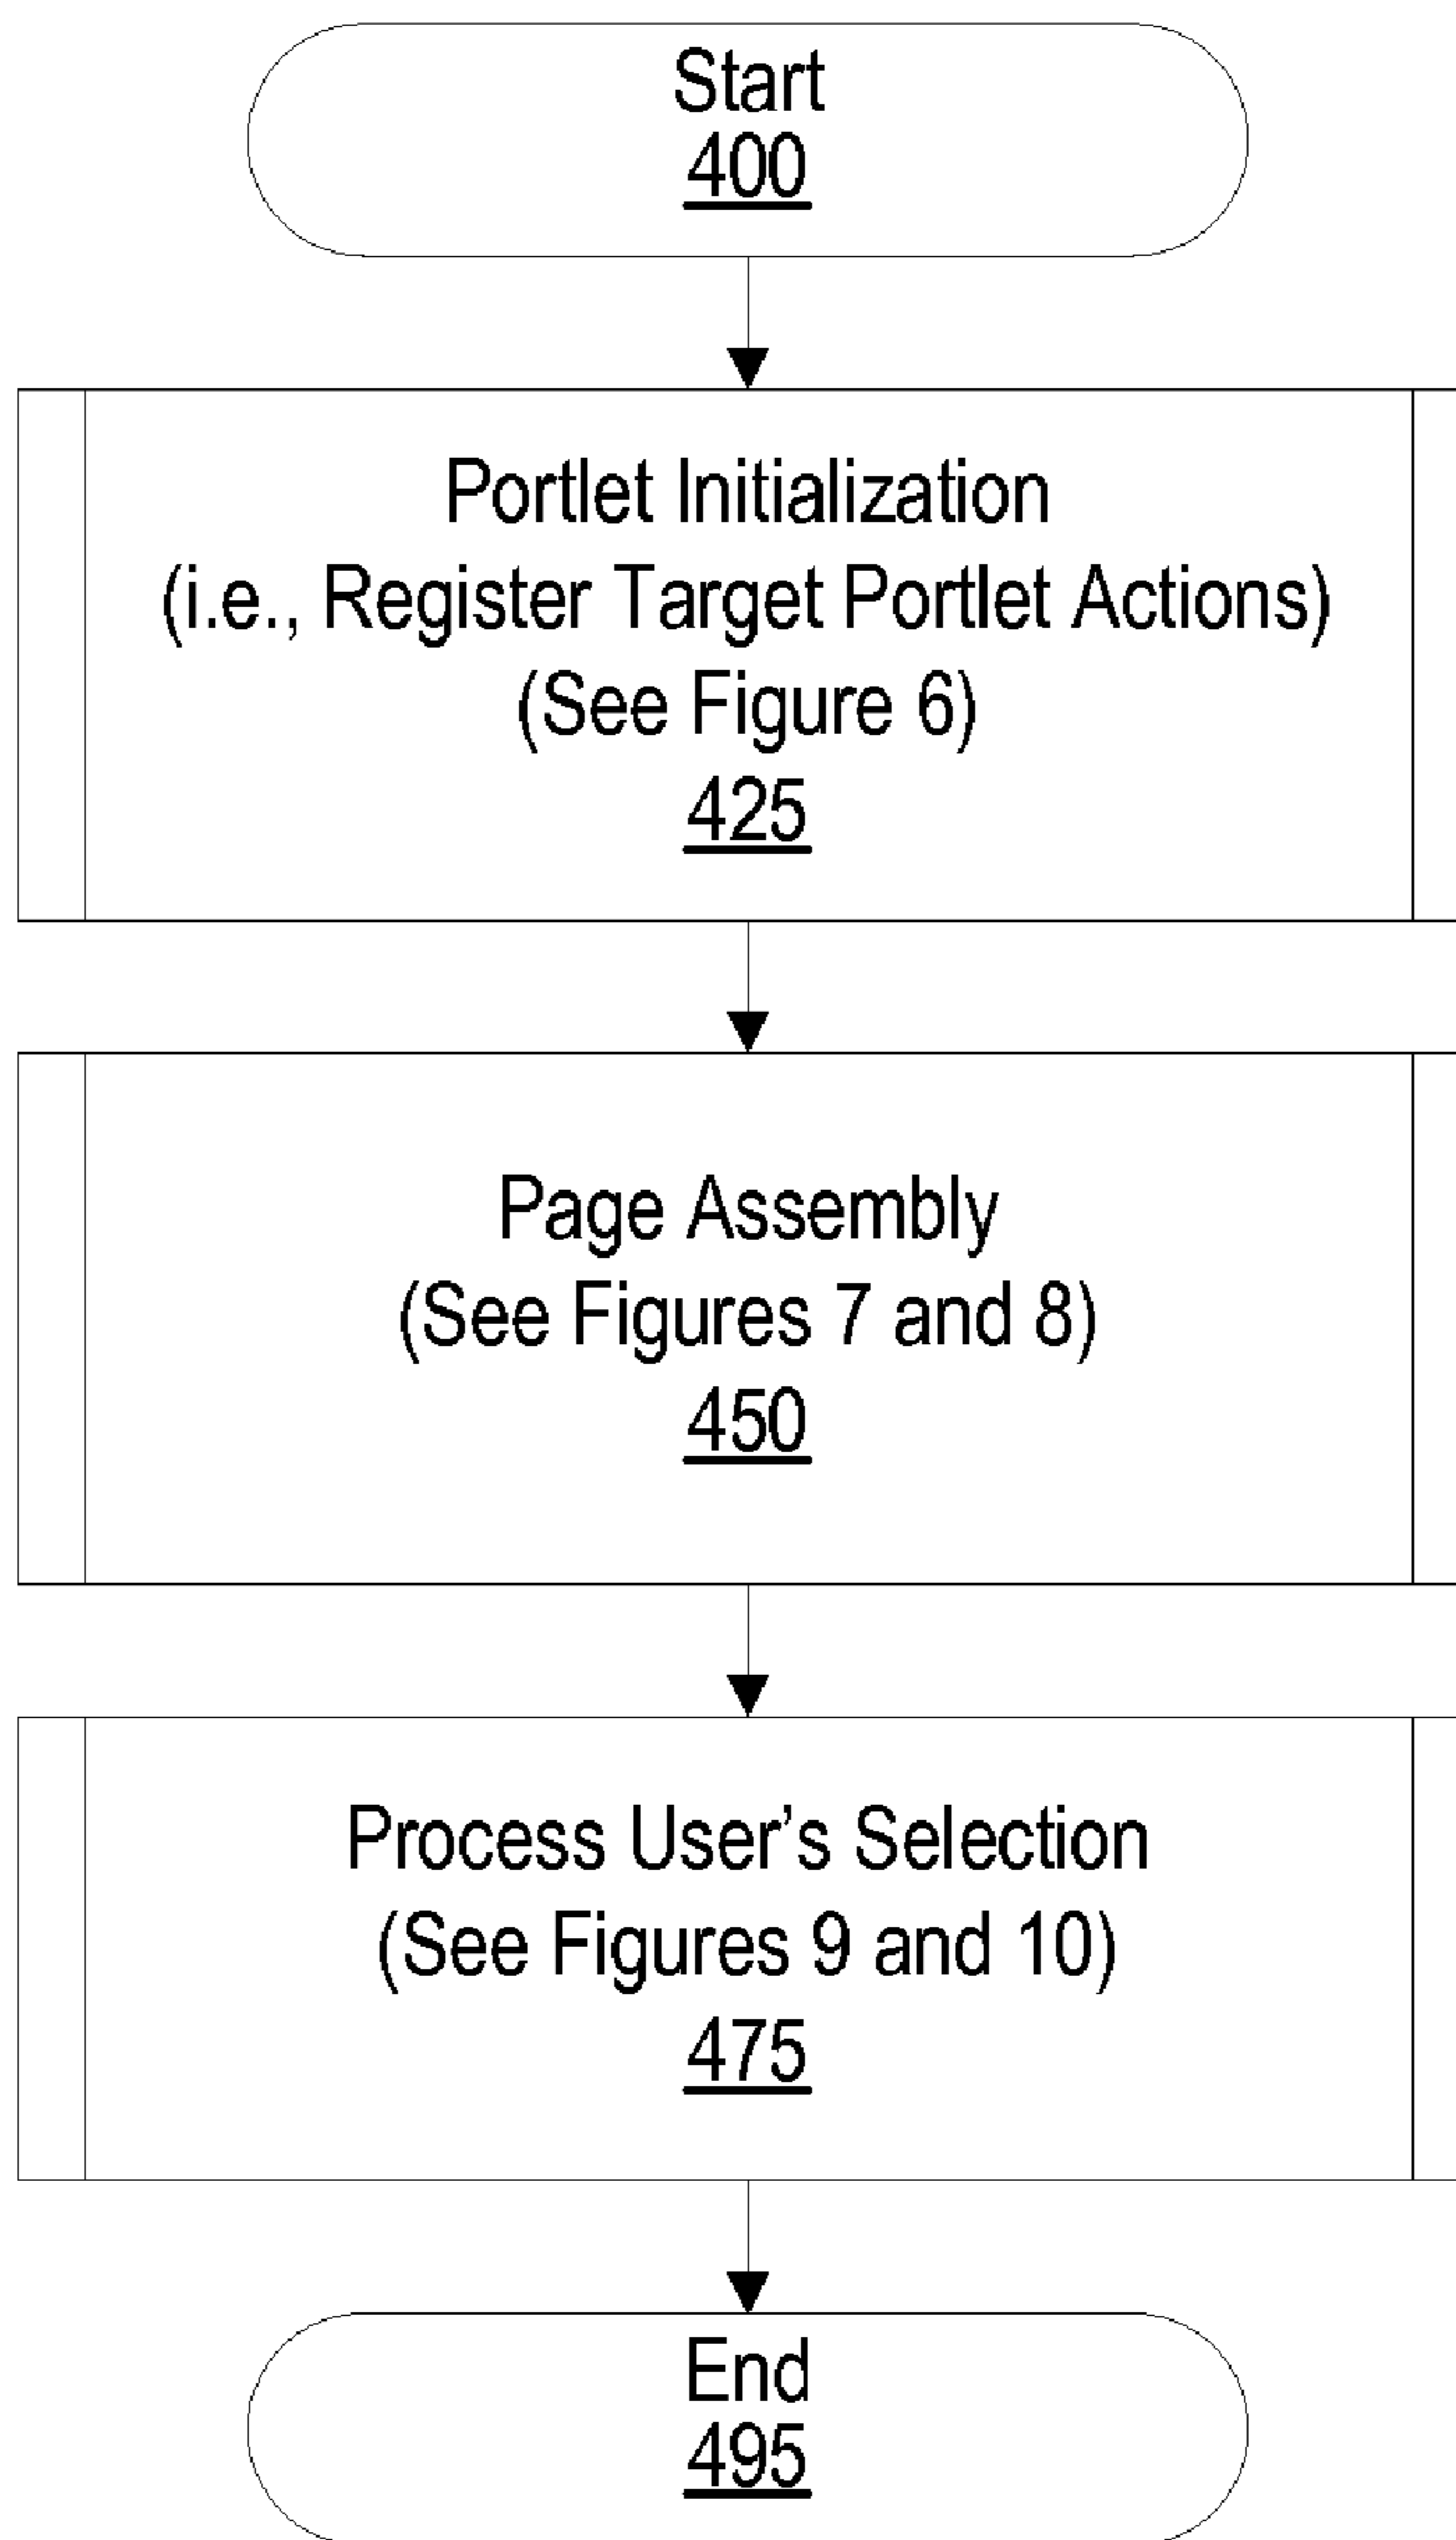 Start
400
Portlet Initialization
(i.e., Register Target Portlet Actions)
(See Figure 6)
425
Page Assembly
(See Figures 7 and 8)
450
Process User’s Selection
(See Figures 9 and 10)
475
End
495